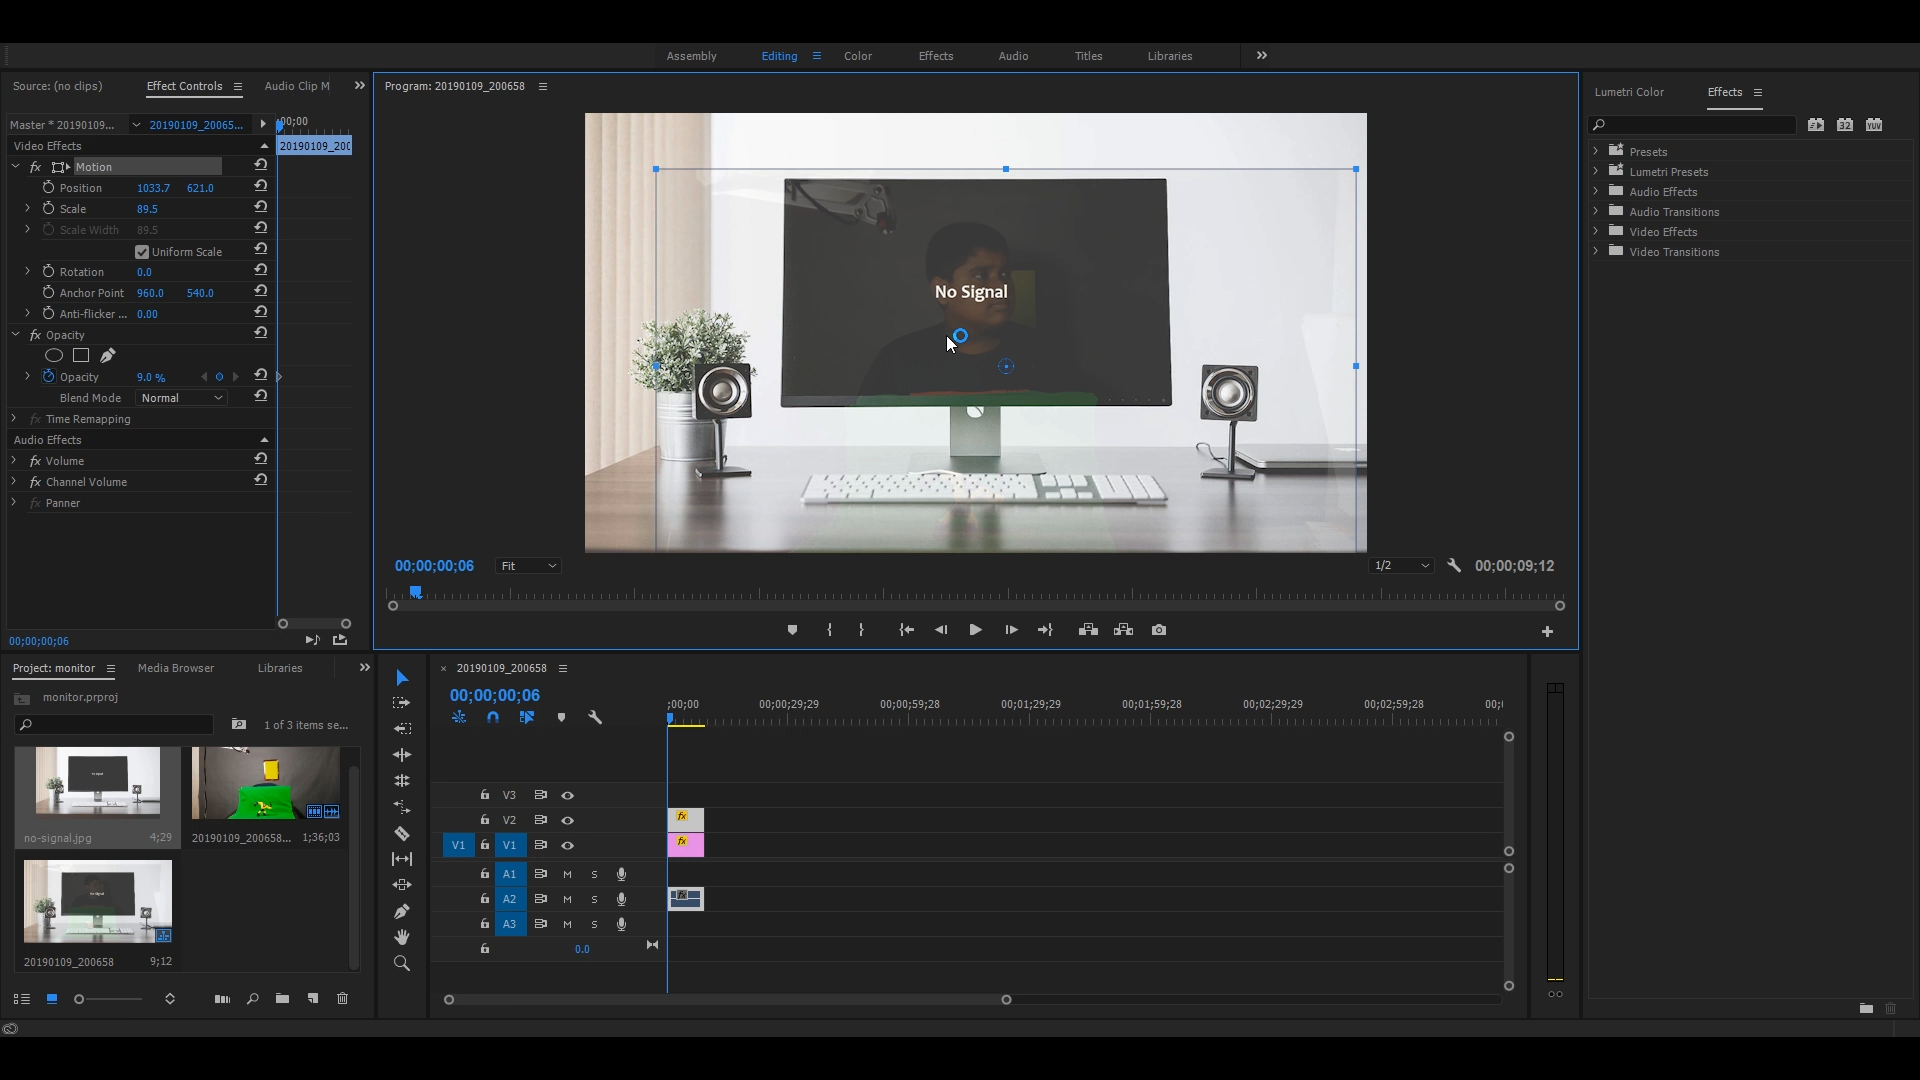 Assembly
Editing
Color
Effects
Audio
Titles
Libraries
Source: (no clips)
Effect Controls
Audio Clip M
Master * 20190109...
20190109_20065...
;00;00
Video Effects
20190109_200
fx Motion
Position 1033.7 621.0
Scale 89.5
Scale Width 89.5
Uniform Scale
Rotation 0.0
Anchor Point 960.0 540.0
Anti-flicker ... 0.00
fx Opacity
Opacity 9.0 %
Blend Mode Normal
fx Time Remapping
Audio Effects
fx Volume
fx Channel Volume
fx Panner
00;00;00;06
Program: 20190109_200658
No Signal
00;00;00;06
Fit
1/2
00;00;09;12
Lumetri Color
Effects
32
YUV
Presets
Lumetri Presets
Audio Effects
Audio Transitions
Video Effects
Video Transitions
Project: monitor
Media Browser
Libraries
monitor.prproj
1 of 3 items se...
no-signal.jpg 4;29
20190109_200658... 1;36;03
20190109_200658 9;12
× 20190109_200658
00;00;00;06
;00;00
00;00;29;29
00;00;59;28
00;01;29;29
00;01;59;28
00;02;29;29
00;02;59;28
00;
V3
V2
fx
V1 V1
fx
A1 M S
A2 M S
fx
A3 M S
0.0